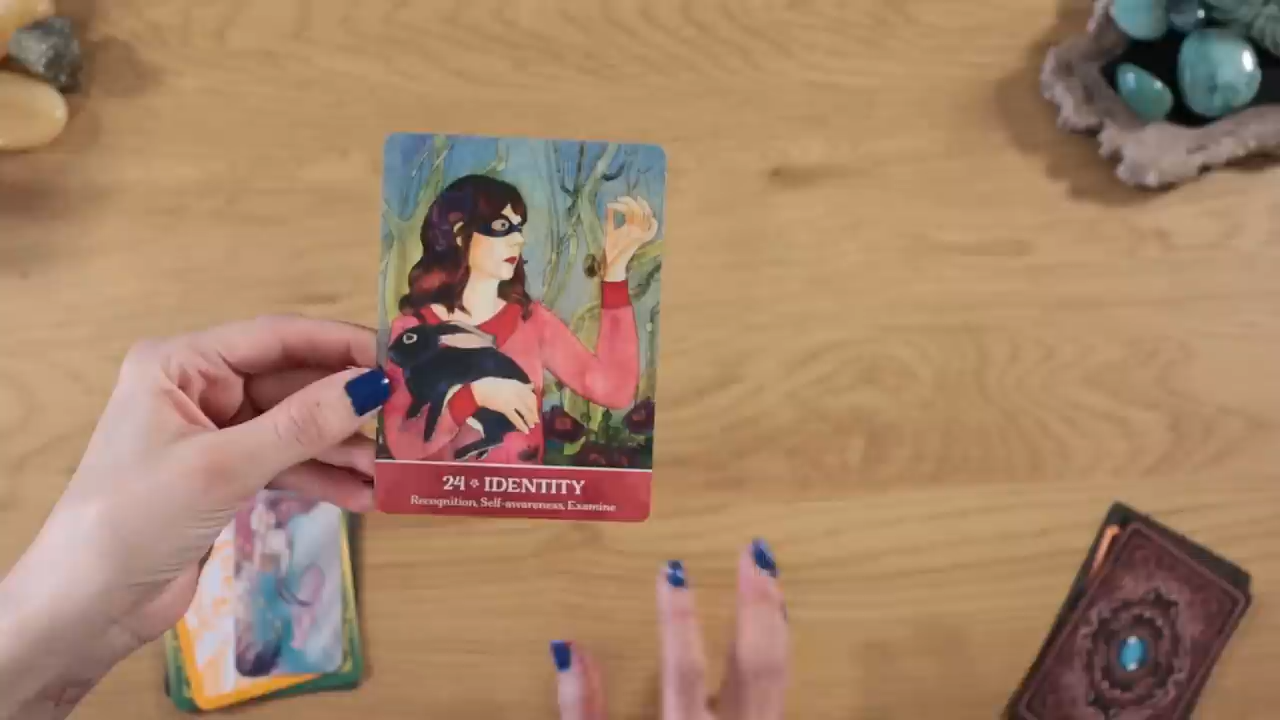 24 * IDENTITY
Recognition, Self-awareness, Examine